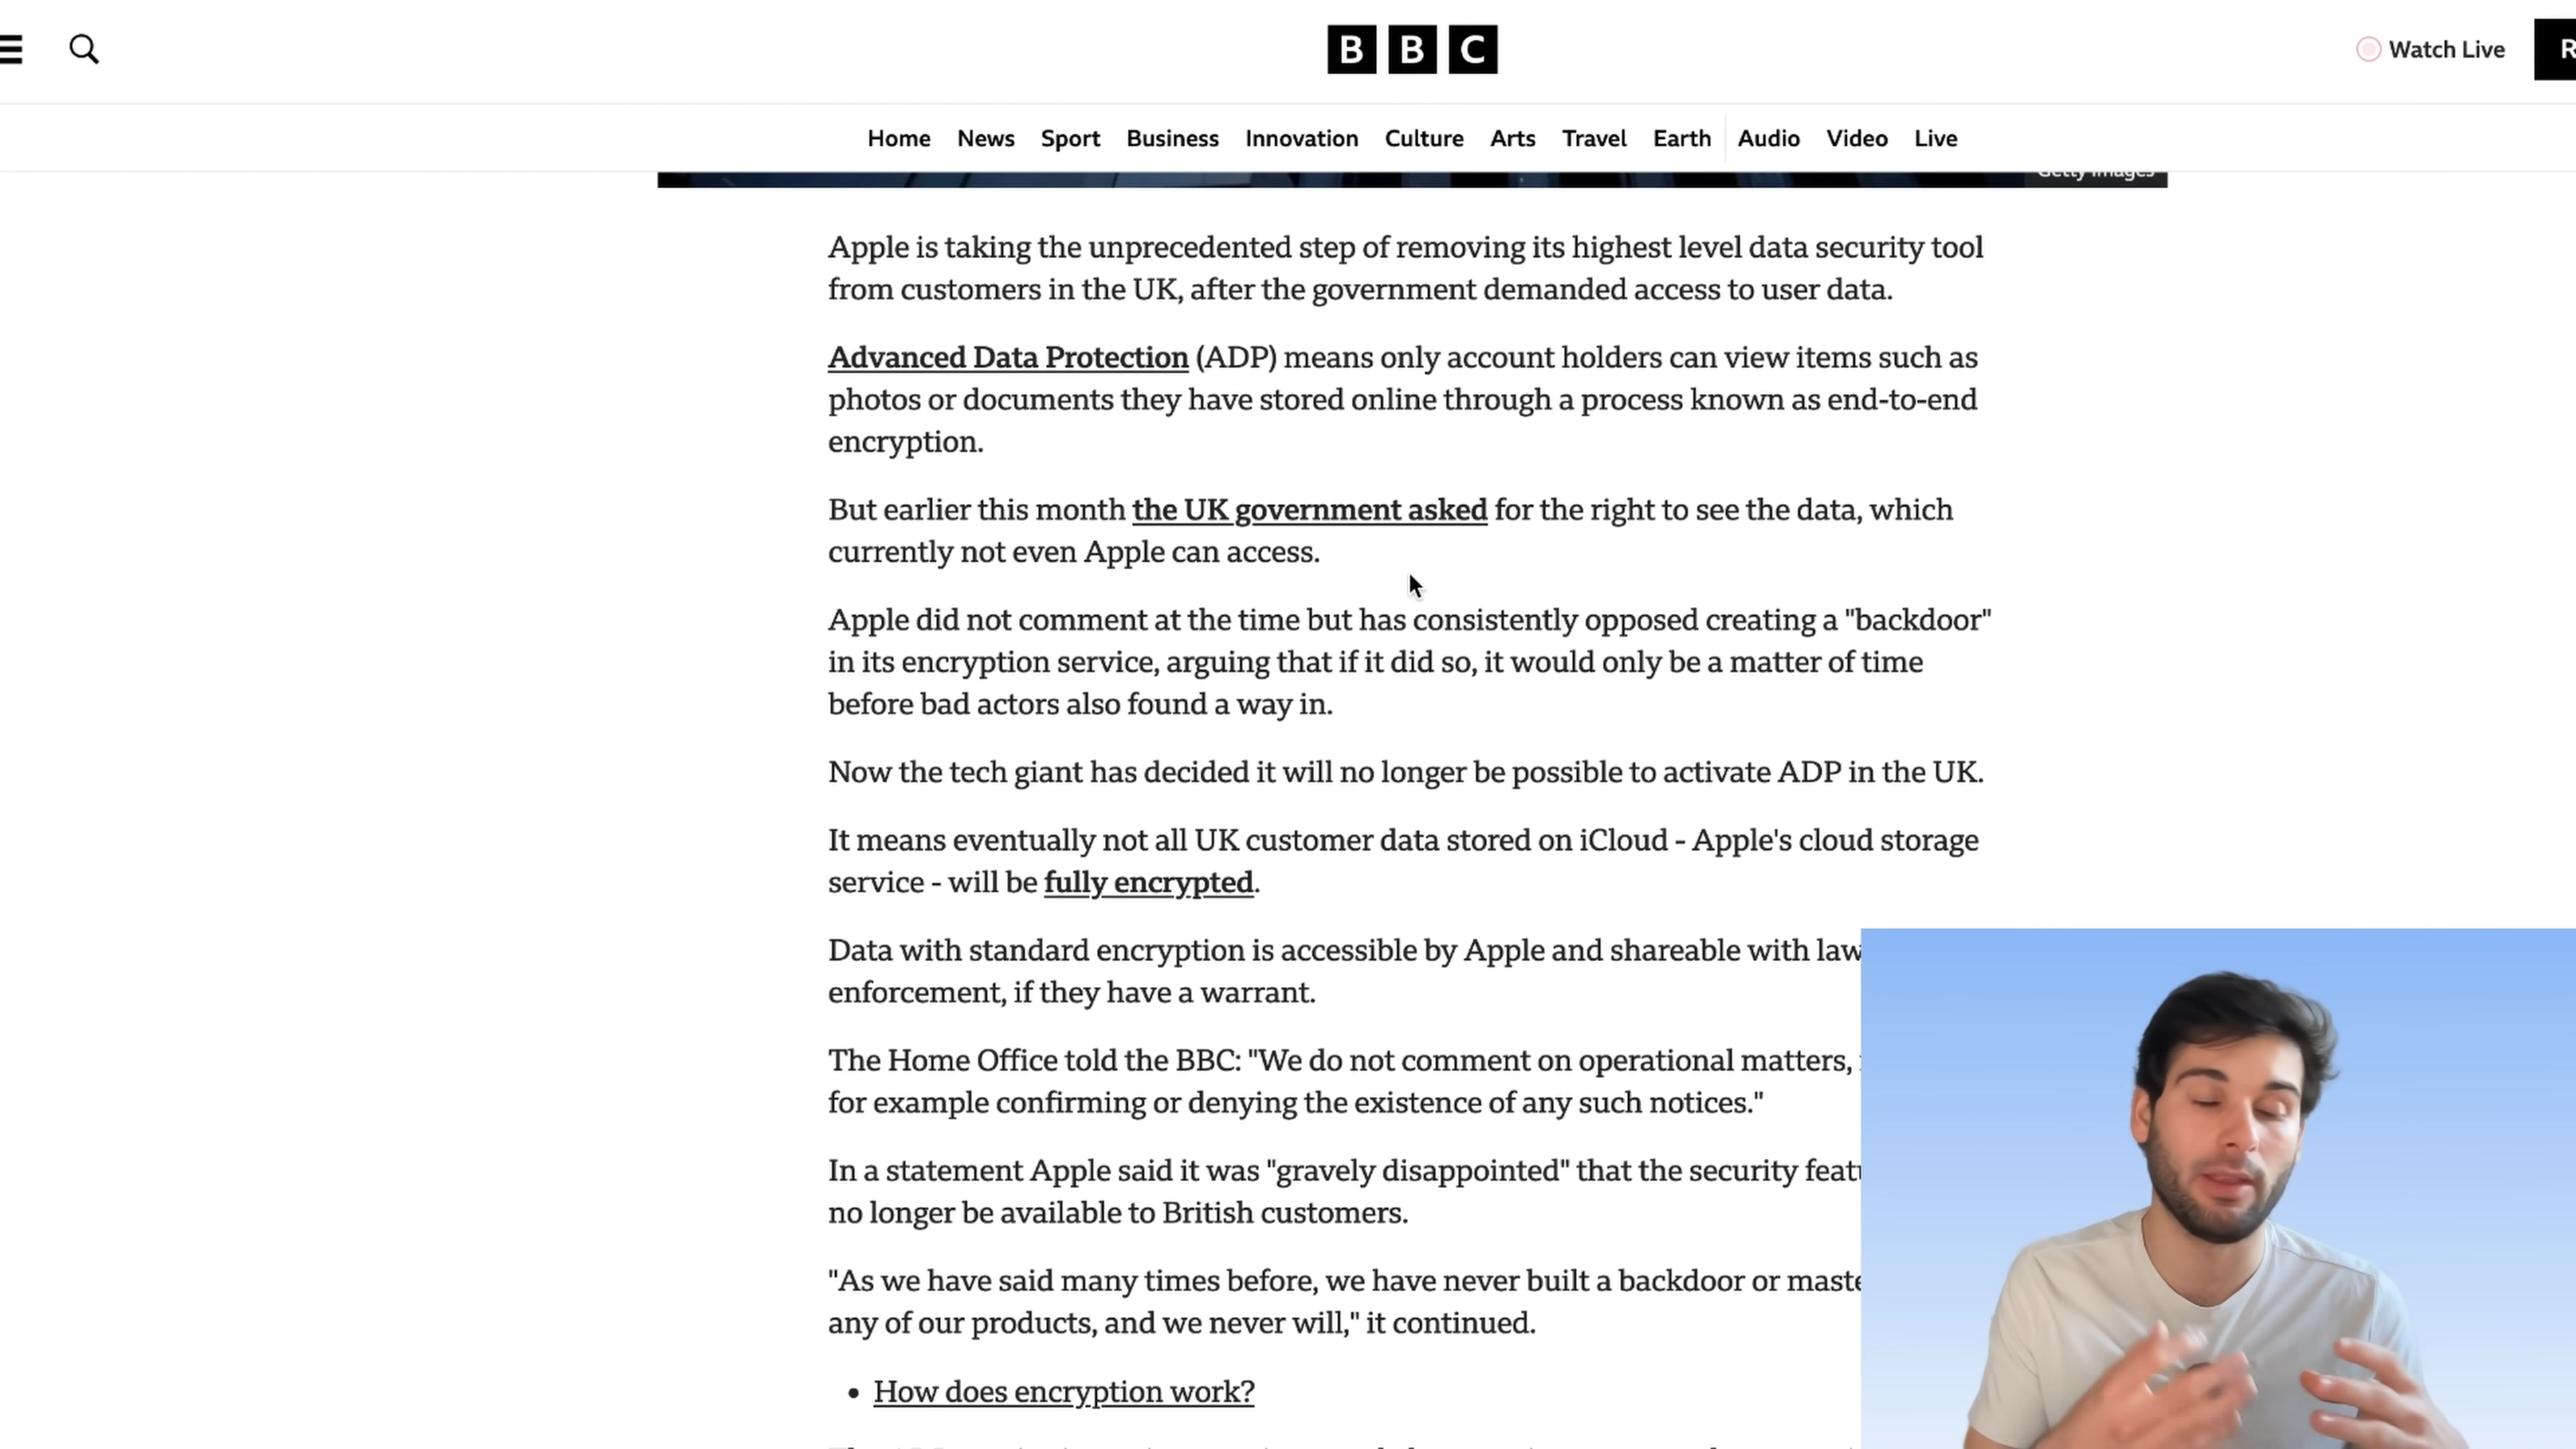 BBC
Watch Live
Home News Sport Business Innovation Culture Arts Travel Earth Audio Video Live
Getty Images
Apple is taking the unprecedented step of removing its highest level data security tool
from customers in the UK, after the government demanded access to user data.
Advanced Data Protection (ADP) means only account holders can view items such as
photos or documents they have stored online through a process known as end-to-end
encryption.
But earlier this month the UK government asked for the right to see the data, which
currently not even Apple can access.
Apple did not comment at the time but has consistently opposed creating a "backdoor"
in its encryption service, arguing that if it did so, it would only be a matter of time
before bad actors also found a way in.
Now the tech giant has decided it will no longer be possible to activate ADP in the UK.
It means eventually not all UK customer data stored on iCloud - Apple's cloud storage
service - will be fully encrypted.
Data with standard encryption is accessible by Apple and shareable with law
enforcement, if they have a warrant.
The Home Office told the BBC: "We do not comment on operational matters,
for example confirming or denying the existence of any such notices."
In a statement Apple said it was "gravely disappointed" that the security
no longer be available to British customers.
"As we have said many times before, we have never built a backdoor or
any of our products, and we never will," it continued.
• How does encryption work?